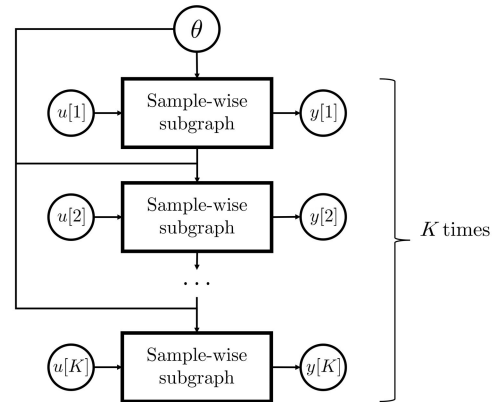 θ
u[1]
Sample-wise
subgraph
y[1]
u[2]
Sample-wise
subgraph
y[2]
K times
...
u[K]
Sample-wise
subgraph
y[K]